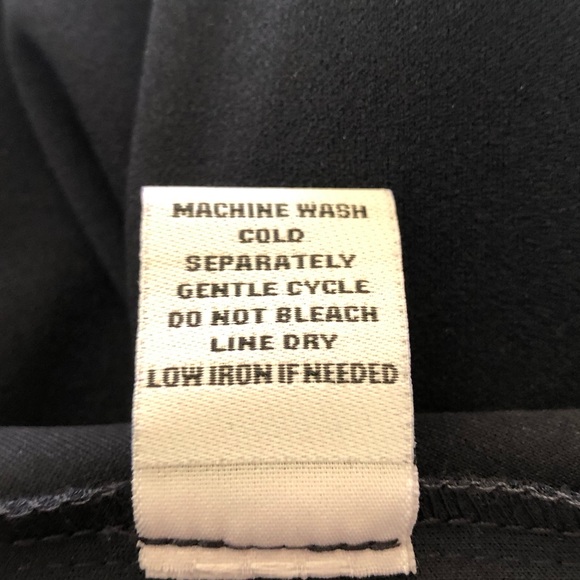 MACHINE WASH
COLD
SEPARATELY
GENTLE CYCLE
DO NOT BLEACH
LINE DRY
LOW IRON IF NEEDED